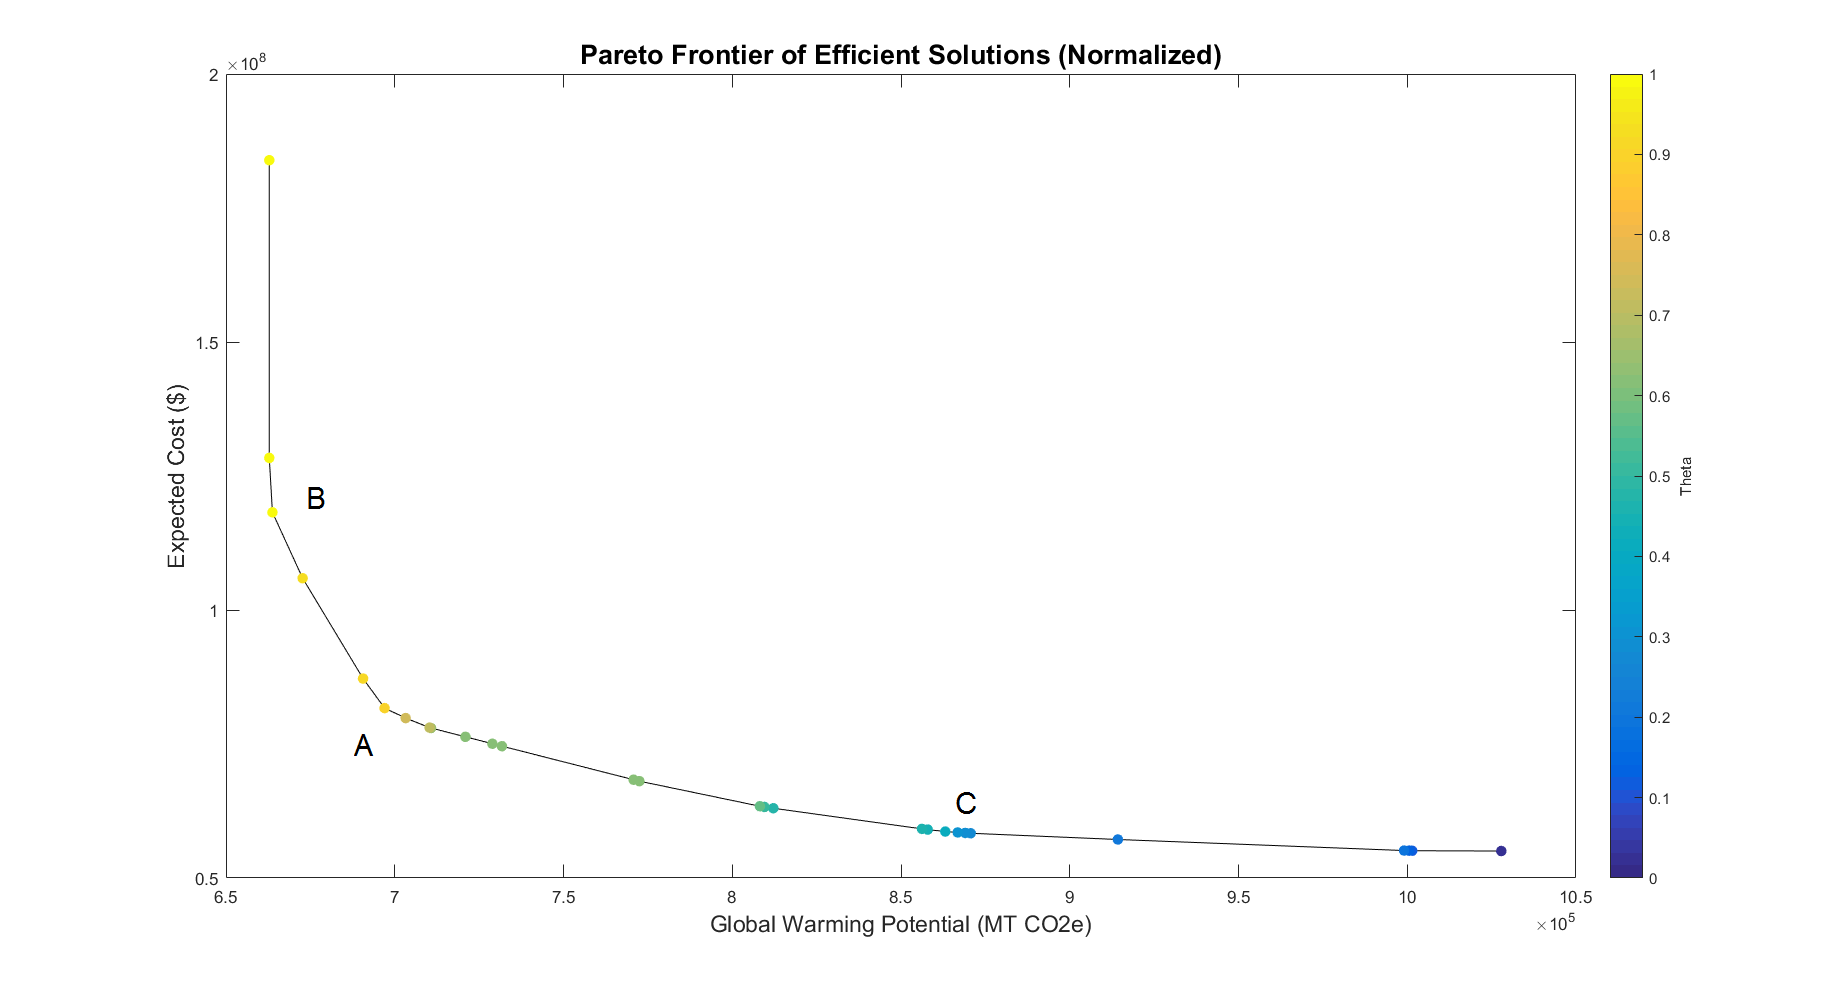 Pareto Frontier of Efficient Solutions (Normalized)
×10^8
2
1.5
1
0.5
Expected Cost ($)
B
A
C
6.5 7 7.5 8 8.5 9 9.5 10 10.5
×10^5
Global Warming Potential (MT CO2e)
1
0.9
0.8
0.7
0.6
0.5
0.4
0.3
0.2
0.1
0
Theta